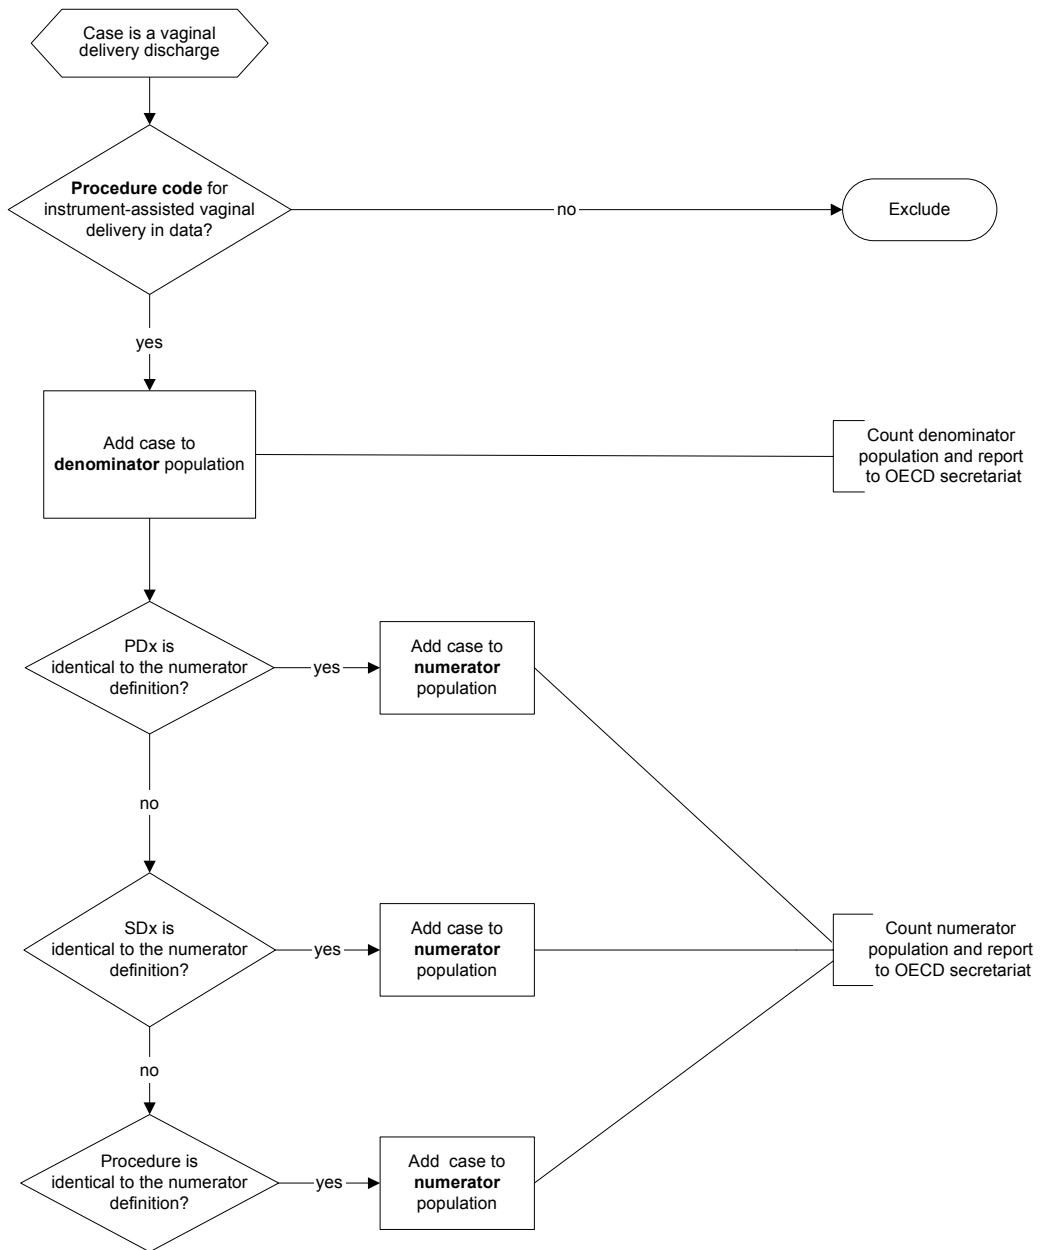 Case is a vaginal
delivery discharge
Procedure code for
instrument-assisted vaginal
delivery in data?
no
Exclude
yes
Add case to
denominator population
Count denominator
population and report
to OECD secretariat
PDx is
identical to the numerator
definition?
yes
Add case to
numerator
population
no
SDx is
identical to the numerator
definition?
yes
Add case to
numerator
population
Count numerator
population and report
to OECD secretariat
no
Procedure is
identical to the numerator
definition?
yes
Add case to
numerator
population